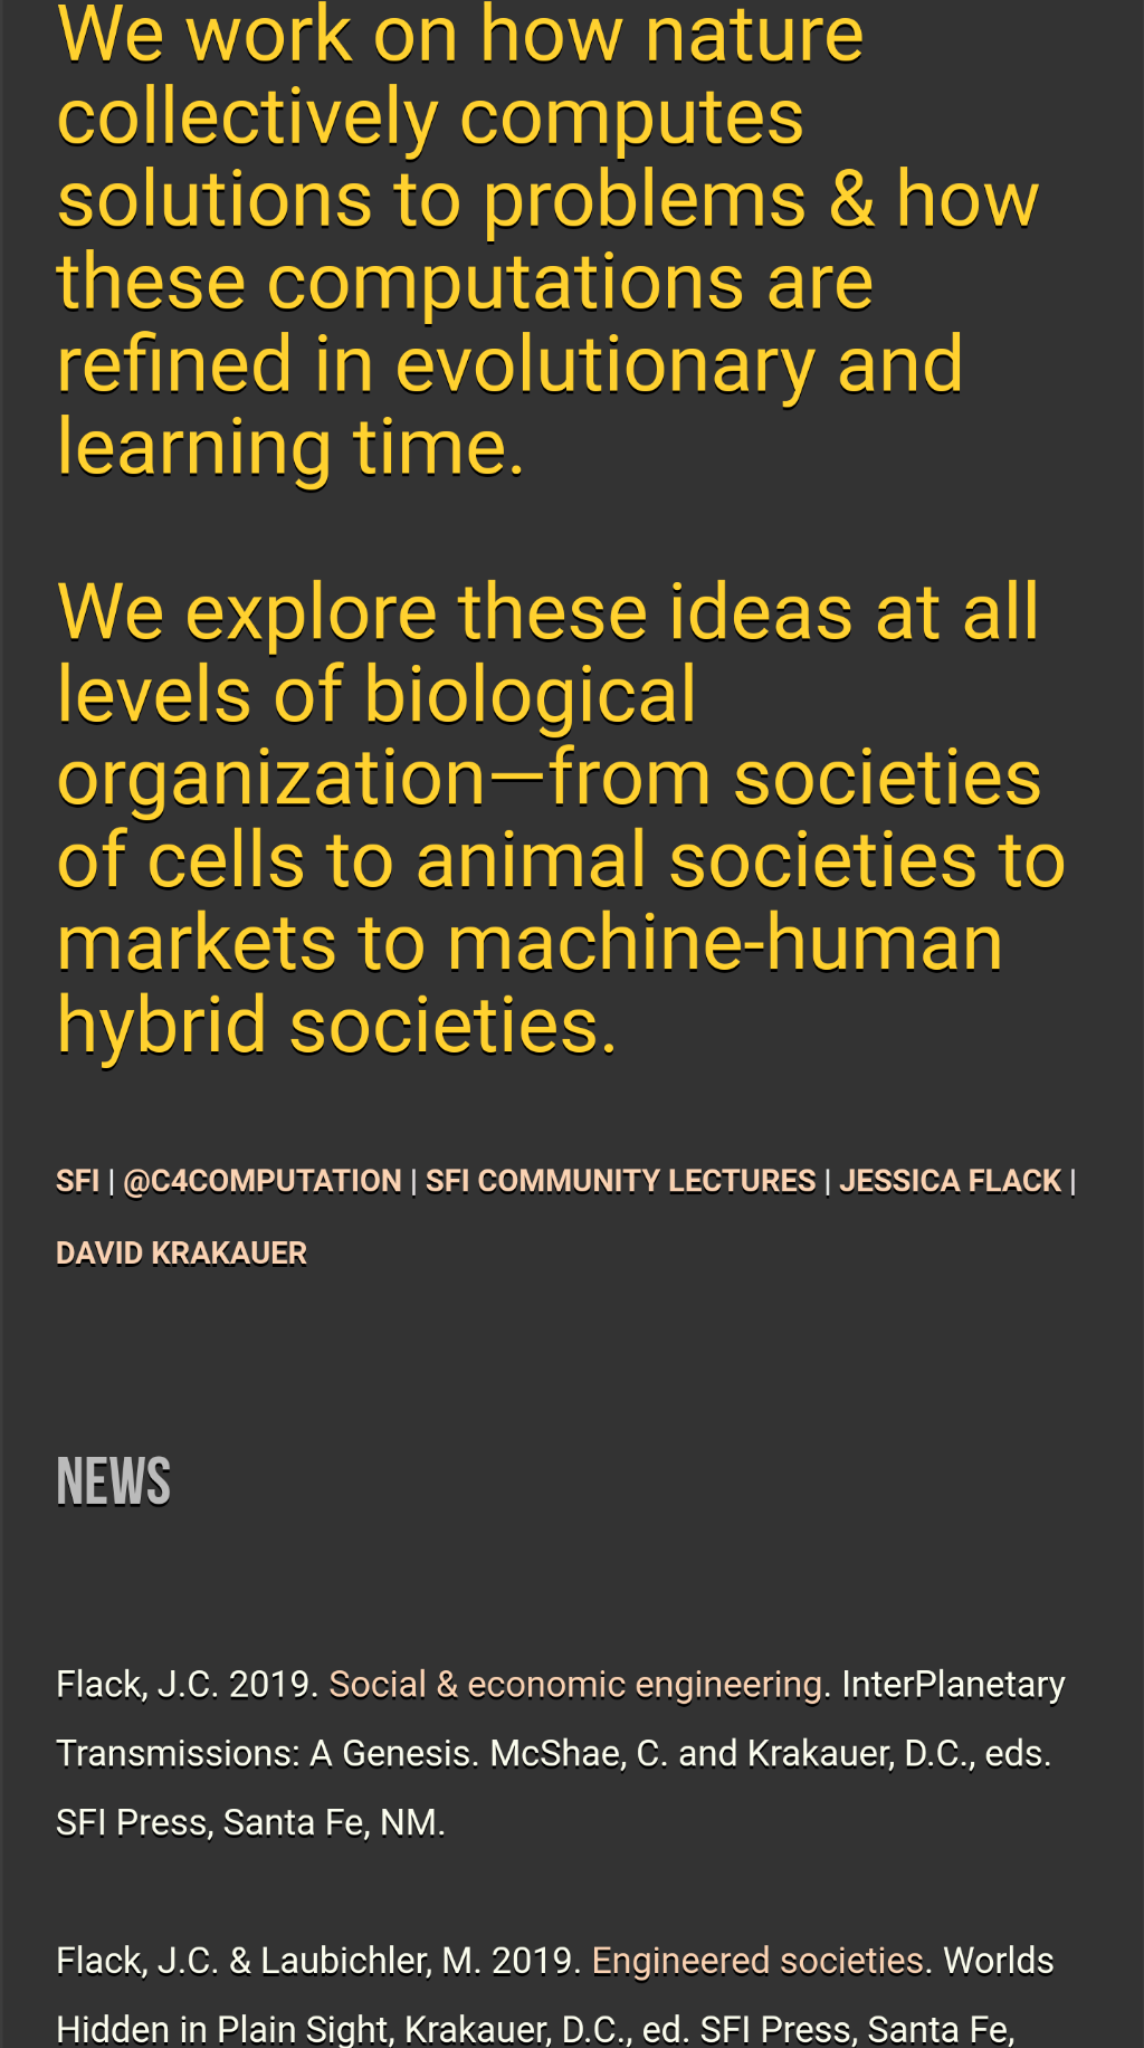 We work on how nature
collectively computes
solutions to problems & how
these computations are
refined in evolutionary and
learning time.
We explore these ideas at all
levels of biological
organization—from societies
of cells to animal societies to
markets to machine-human
hybrid societies.
SFI | @C4COMPUTATION | SFI COMMUNITY LECTURES | JESSICA FLACK |
DAVID KRAKAUER
NEWS
Flack, J.C. 2019. Social & economic engineering. InterPlanetary
Transmissions: A Genesis. McShae, C. and Krakauer, D.C., eds.
SFI Press, Santa Fe, NM.
Flack, J.C. & Laubichler, M. 2019. Engineered societies. Worlds
Hidden in Plain Sight, Krakauer, D.C., ed. SFI Press, Santa Fe,